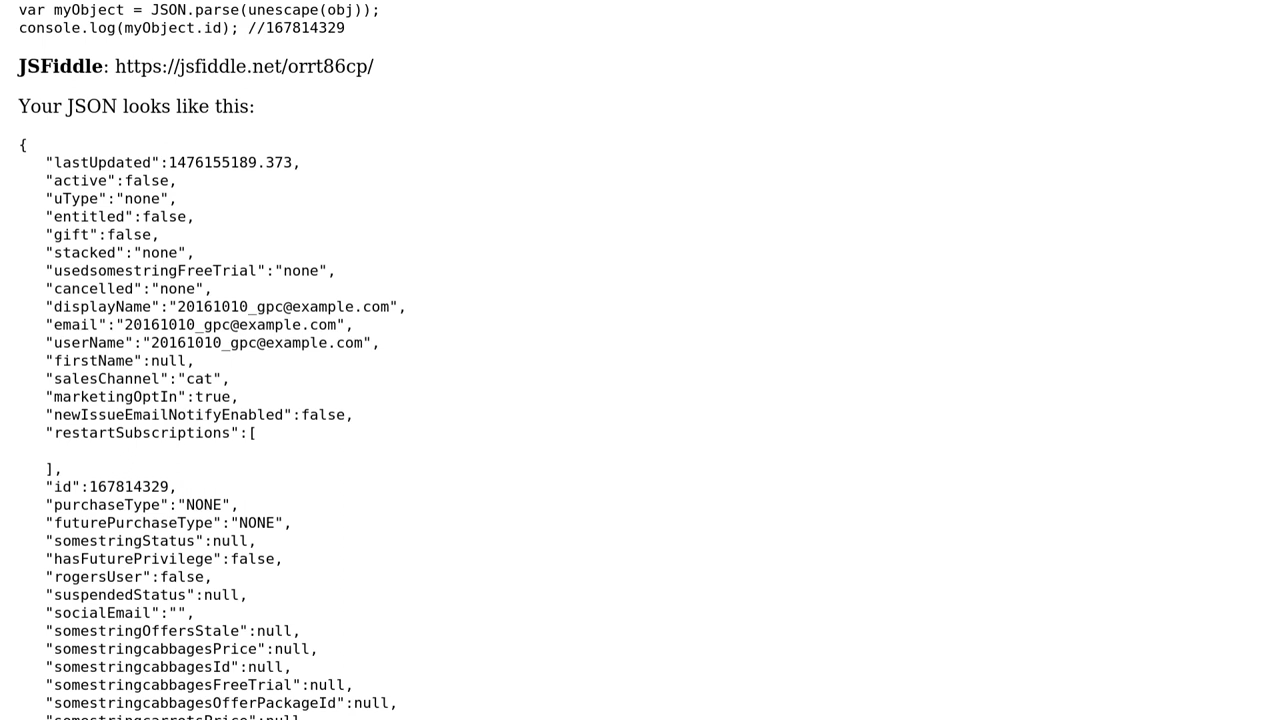 var myObject = JSON.parse(unescape(obj));
console.log(myObject.id); //167814329
JSFiddle: https://jsfiddle.net/orrt86cp/
Your JSON looks like this:
{
   "lastUpdated":1476155189.373,
   "active":false,
   "uType":"none",
   "entitled":false,
   "gift":false,
   "stacked":"none",
   "usedsomestringFreeTrial":"none",
   "cancelled":"none",
   "displayName":"20161010_gpc@example.com",
   "email":"20161010_gpc@example.com",
   "userName":"20161010_gpc@example.com",
   "firstName":null,
   "salesChannel":"cat",
   "marketingOptIn":true,
   "newIssueEmailNotifyEnabled":false,
   "restartSubscriptions":[
   ],
   "id":167814329,
   "purchaseType":"NONE",
   "futurePurchaseType":"NONE",
   "somestringStatus":null,
   "hasFuturePrivilege":false,
   "rogersUser":false,
   "suspendedStatus":null,
   "socialEmail":"",
   "somestringOffersStale":null,
   "somestringcabbagesPrice":null,
   "somestringcabbagesId":null,
   "somestringcabbagesFreeTrial":null,
   "somestringcabbagesOfferPackageId":null,
   "somestringcarrotsPrice":null